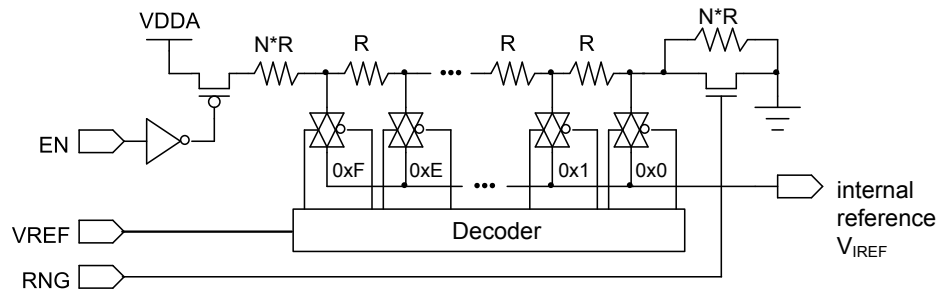 VDDA
N*R
R
R
R
N*R
EN
0xF
0xE
0x1
0x0
internal
reference
VIREF
VREF
Decoder
RNG